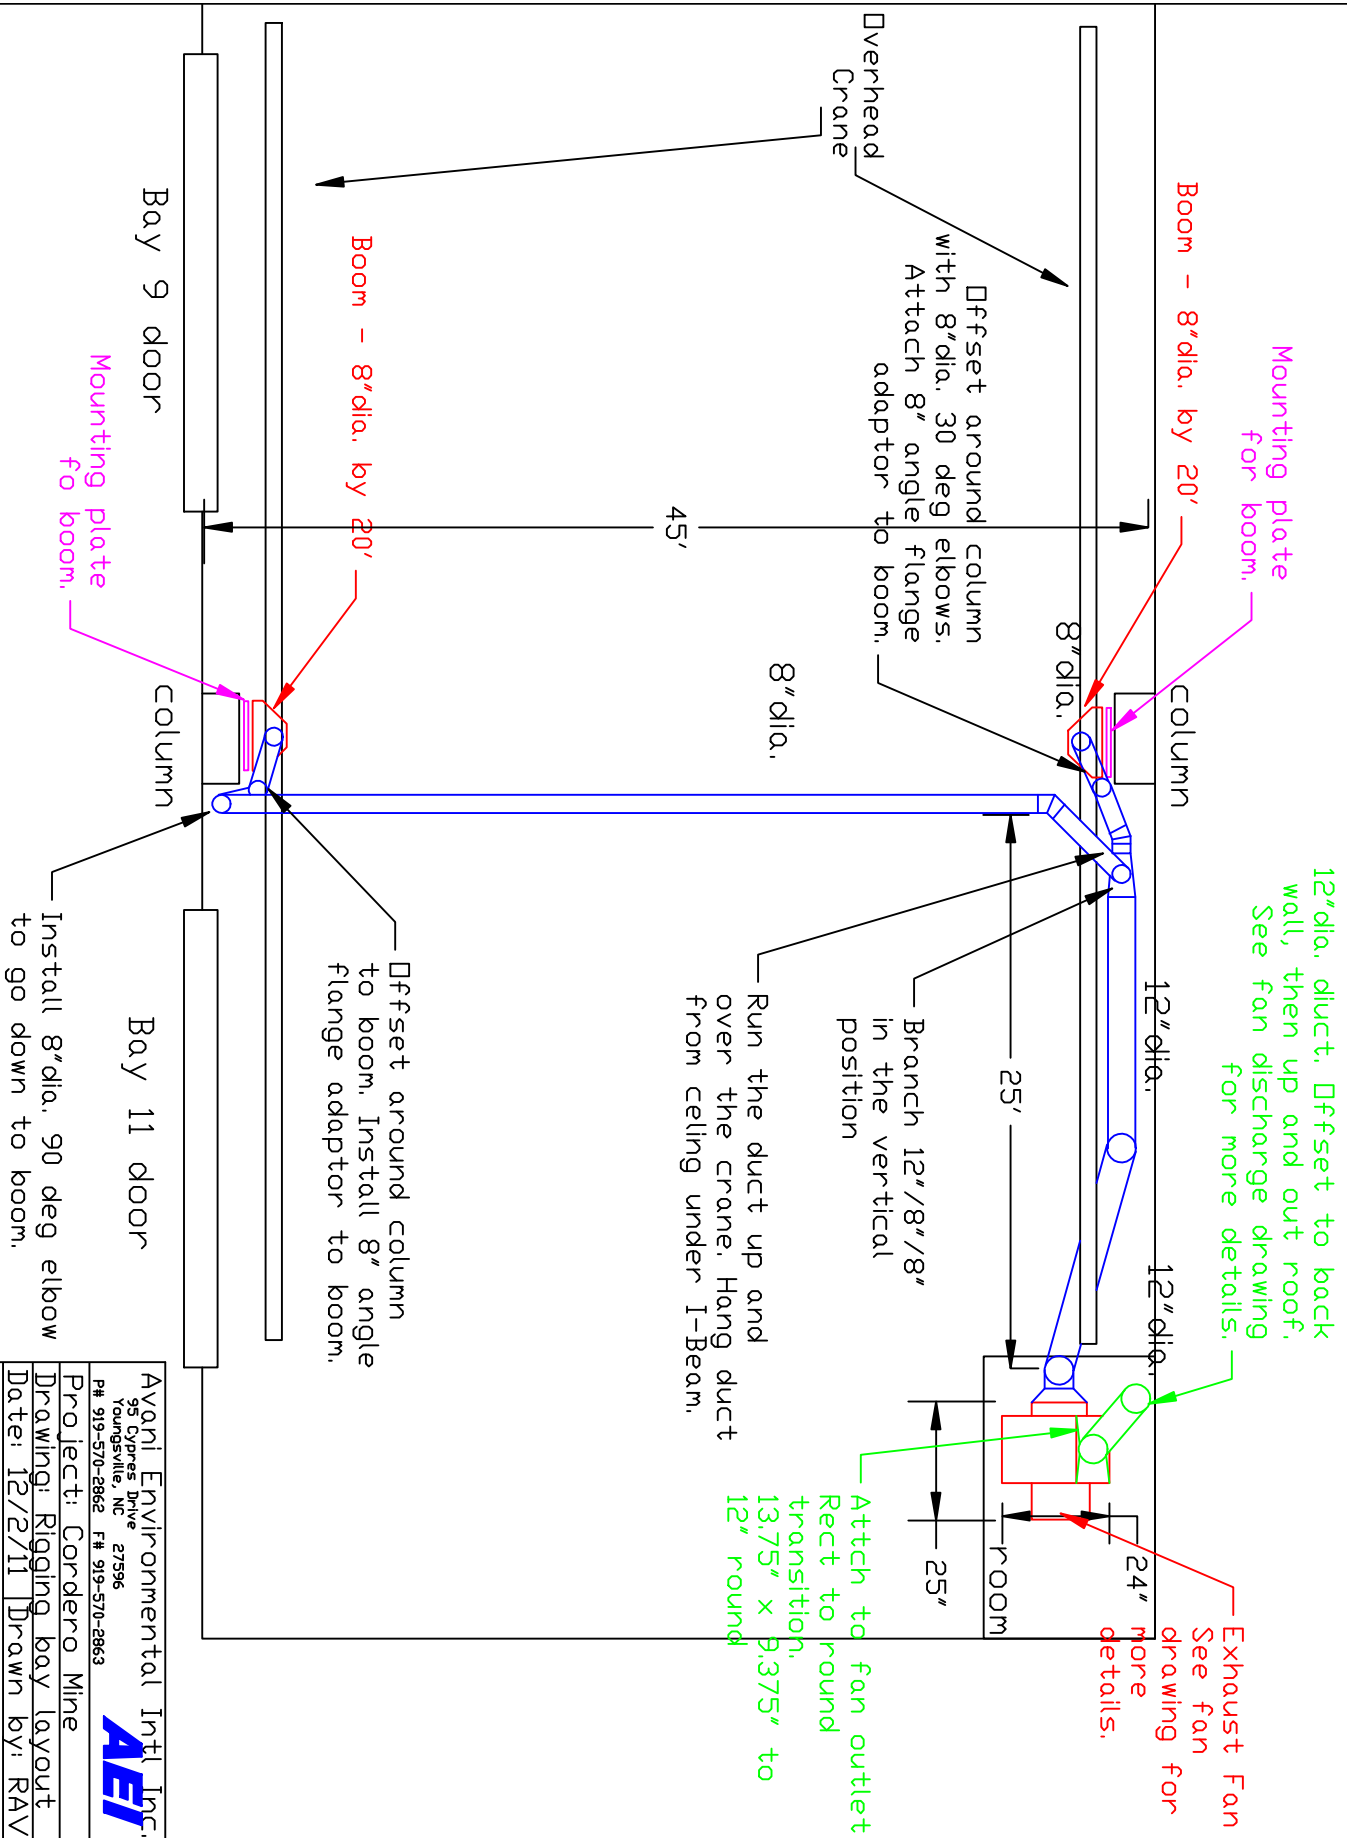 Mounting plate
for boom.
Boom - 8"dia. by 20'
column
12"dia. diuct. Offset to back
wall, then up and out roof.
See fan discharge drawing
for more details.
12"dia.
12"dia.
Exhaust Fan
See fan
drawing for
more
details.
24"
room
25"
Overhead
Crane
Offset around column
with 8"dia. 30 deg elbows.
Attach 8" angle flange
adaptor to boom.
8"dia.
8"dia.
25'
Branch 12"/8"/8"
in the vertical
position
Run the duct up and
over the crane. Hang duct
from celing under I-Beam.
Attch to fan outlet
Rect to round
transition.
13.75" x 9.375" to
12" round
45'
Boom - 8"dia. by 20'
Offset around column
to boom. Install 8" angle
flange adaptor to boom.
Bay 9 door
column
Bay 11 door
Mounting plate
fo boom.
Install 8"dia. 90 deg elbow
to go down to boom.
Avani Environmental Intl Inc.
95 Cypres Drive
Youngsville, NC 27596
P# 919-570-2862 F# 919-570-2863
AEI
Project: Cordero Mine
Drawing: Rigging bay layout
Date: 12/2/11 Drawn by: RAV